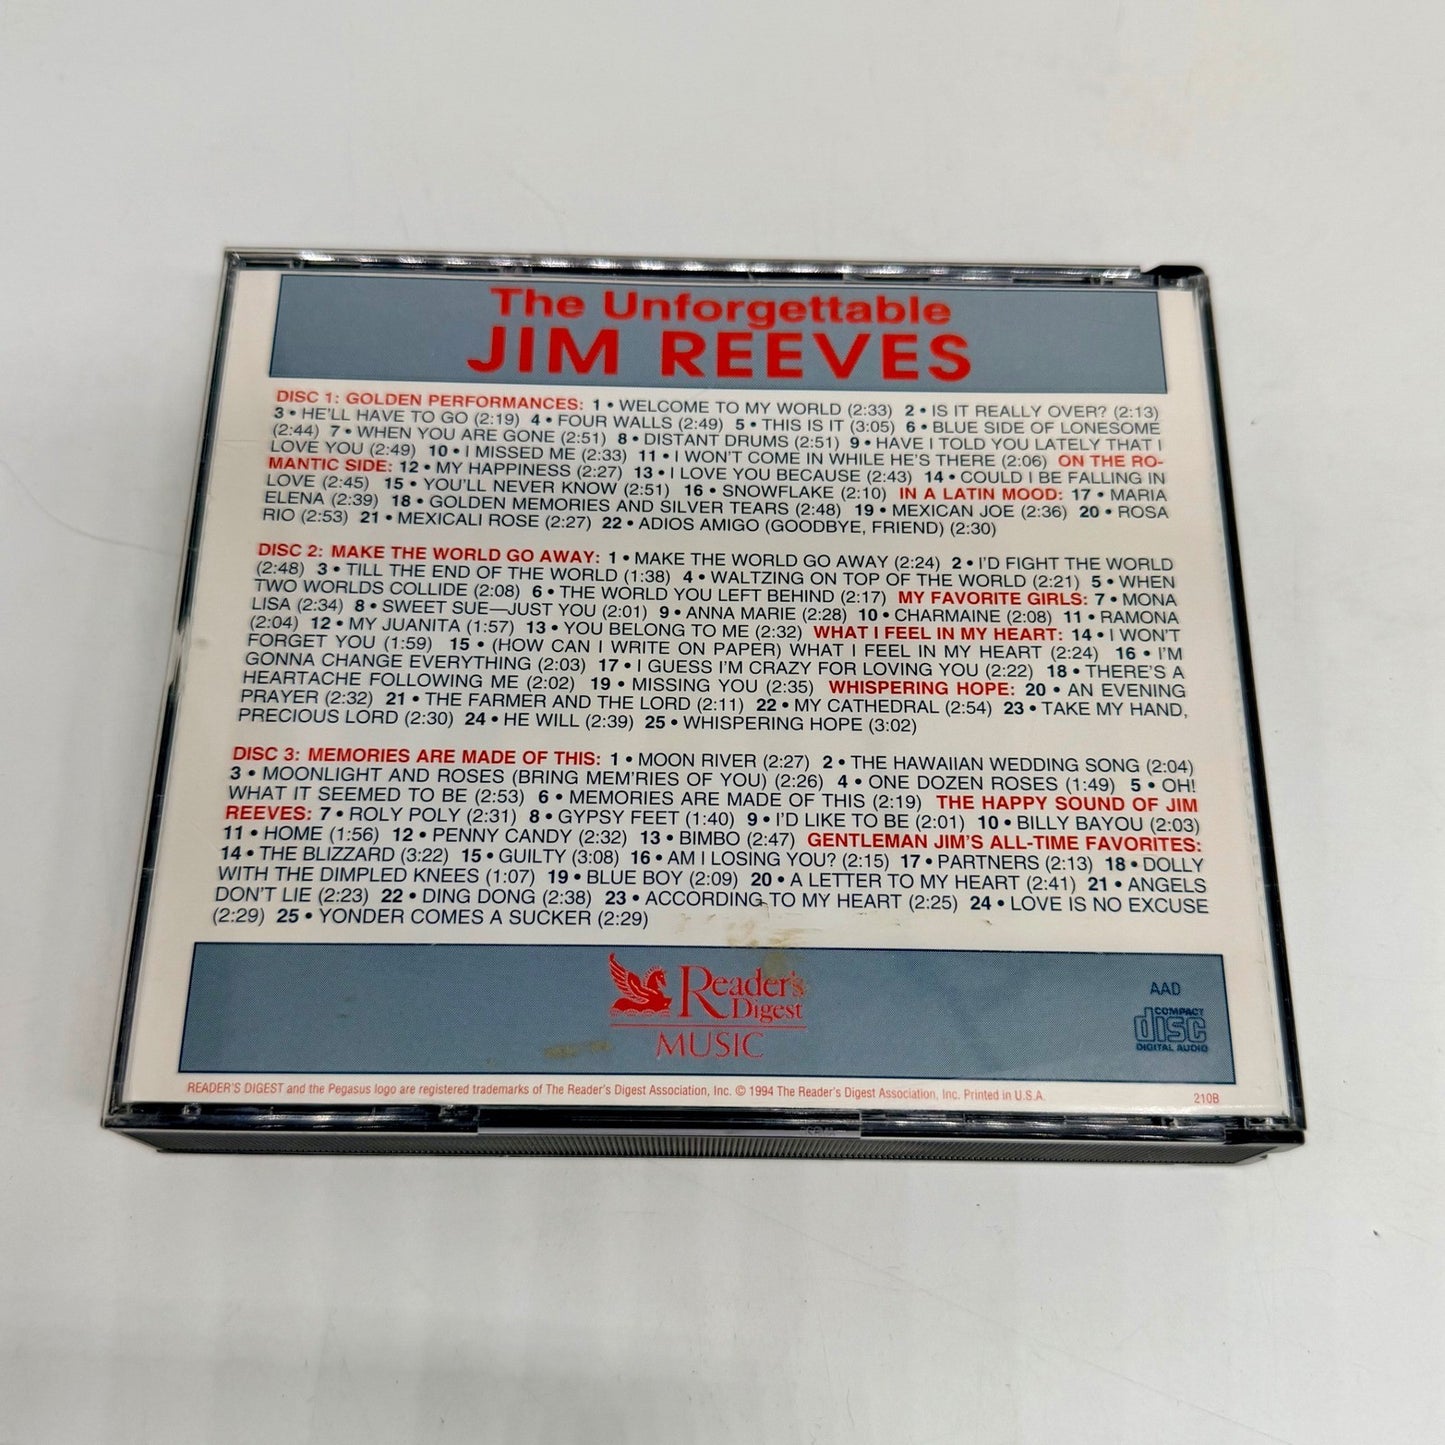 The Unforgettable
JIM REEVES
DISC 1: GOLDEN PERFORMANCES: 1 • WELCOME TO MY WORLD (2:33) 2 • IS IT REALLY OVER? (2:13)
3 • HE'LL HAVE TO GO (2:19) 4 • FOUR WALLS (2:49) 5 • THIS IS IT (3:05) 6 • BLUE SIDE OF LONESOME
(2:44) 7 • WHEN YOU ARE GONE (2:51) 8 • DISTANT DRUMS (2:51) 9 • HAVE I TOLD YOU LATELY THAT I
LOVE YOU (2:49) 10 • I MISSED ME (2:33) 11 • I WON'T COME IN WHILE HE'S THERE (2:06) ON THE RO-
MANTIC SIDE: 12 • MY HAPPINESS (2:27) 13 • I LOVE YOU BECAUSE (2:43) 14 • COULD I BE FALLING IN
LOVE (2:45) 15 • YOU'LL NEVER KNOW (2:51) 16 • SNOWFLAKE (2:10) IN A LATIN MOOD: 17 • MARIA
ELENA (2:39) 18 • GOLDEN MEMORIES AND SILVER TEARS (2:48) 19 • MEXICAN JOE (2:36) 20 • ROSA
RIO (2:53) 21 • MEXICALI ROSE (2:27) 22 • ADIOS AMIGO (GOODBYE, FRIEND) (2:30)
DISC 2: MAKE THE WORLD GO AWAY: 1 • MAKE THE WORLD GO AWAY (2:24) 2 • I'D FIGHT THE WORLD
(2:48) 3 • TILL THE END OF THE WORLD (1:38) 4 • WALTZING ON TOP OF THE WORLD (2:21) 5 • WHEN
TWO WORLDS COLLIDE (2:08) 6 • THE WORLD YOU LEFT BEHIND (2:17) MY FAVORITE GIRLS: 7 • MONA
LISA (2:34) 8 • SWEET SUE—JUST YOU (2:01) 9 • ANNA MARIE (2:28) 10 • CHARMAINE (2:08) 11 • RAMONA
(2:04) 12 • MY JUANITA (1:57) 13 • YOU BELONG TO ME (2:32) WHAT I FEEL IN MY HEART: 14 • I WON'T
FORGET YOU (1:59) 15 • (HOW CAN I WRITE ON PAPER) WHAT I FEEL IN MY HEART (2:24) 16 • I'M
GONNA CHANGE EVERYTHING (2:03) 17 • I GUESS I'M CRAZY FOR LOVING YOU (2:22) 18 • THERE'S A
HEARTACHE FOLLOWING ME (2:02) 19 • MISSING YOU (2:35) WHISPERING HOPE: 20 • AN EVENING
PRAYER (2:32) 21 • THE FARMER AND THE LORD (2:11) 22 • MY CATHEDRAL (2:54) 23 • TAKE MY HAND,
PRECIOUS LORD (2:30) 24 • HE WILL (2:39) 25 • WHISPERING HOPE (3:02)
DISC 3: MEMORIES ARE MADE OF THIS: 1 • MOON RIVER (2:27) 2 • THE HAWAIIAN WEDDING SONG (2:04)
3 • MOONLIGHT AND ROSES (BRING MEM'RIES OF YOU) (2:26) 4 • ONE DOZEN ROSES (1:49) 5 • OH!
WHAT IT SEEMED TO BE (2:53) 6 • MEMORIES ARE MADE OF THIS (2:19) THE HAPPY SOUND OF JIM
REEVES: 7 • ROLY POLY (2:31) 8 • GYPSY FEET (1:40) 9 • I'D LIKE TO BE (2:01) 10 • BILLY BAYOU (2:03)
11 • HOME (1:56) 12 • PENNY CANDY (2:32) 13 • BIMBO (2:47) GENTLEMAN JIM'S ALL-TIME FAVORITES:
14 • THE BLIZZARD (3:22) 15 • GUILTY (3:08) 16 • AM I LOSING YOU? (2:15) 17 • PARTNERS (2:13) 18 • DOLLY
WITH THE DIMPLED KNEES (1:07) 19 • BLUE BOY (2:09) 20 • A LETTER TO MY HEART (2:41) 21 • ANGELS
DON'T LIE (2:23) 22 • DING DONG (2:38) 23 • ACCORDING TO MY HEART (2:25) 24 • LOVE IS NO EXCUSE
(2:29) 25 • YONDER COMES A SUCKER (2:29)
Reader's
Digest
MUSIC
AAD
COMPACT
disc
DIGITAL AUDIO
READER'S DIGEST and the Pegasus logo are registered trademarks of The Reader's Digest Association, Inc. © 1994 The Reader's Digest Association, Inc. Printed in U.S.A.
210B